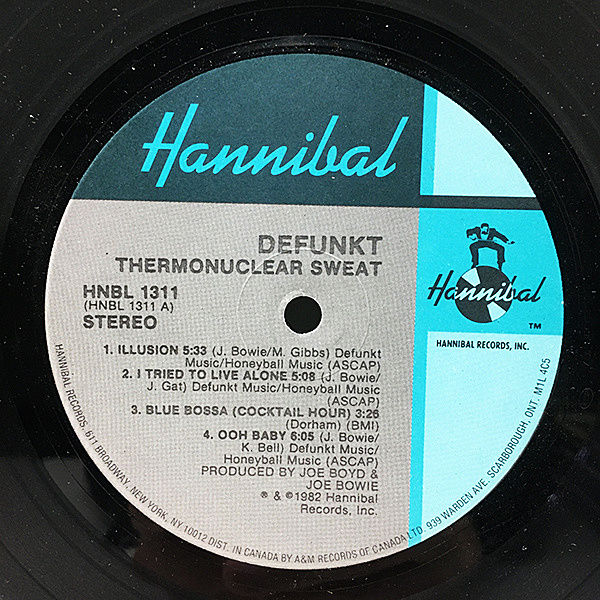 Hannibal
DEFUNKT
THERMONUCLEAR SWEAT
HNBL 1311
(HNBL 1311 A)
STEREO
Hannibal
TM
HANNIBAL RECORDS, INC.
1. ILLUSION 5:33 (J. Bowie/M. Gibbs) Defunkt
Music/Honeyball Music (ASCAP)
2. I TRIED TO LIVE ALONE 5:08 (J. Bowie/
J. Gat) Defunkt Music/Honeyball Music
(ASCAP)
3. BLUE BOSSA (COCKTAIL HOUR) 3:26
(Dorham) (BMI)
4. OOH BABY 6:05 (J. Bowie/
K. Bell) Defunkt Music/
Honeyball Music (ASCAP)
PRODUCED BY JOE BOYD &
JOE BOWIE
℗ & ©1982 Hannibal
Records, Inc.
HANNIBAL RECORDS, 611 BROADWAY, NEW YORK, NY 10012 DIST. IN CANADA BY A&M RECORDS OF CANADA LTD. 939 WARDEN AVE. SCARBOROUGH, ONT. M1L 4C5